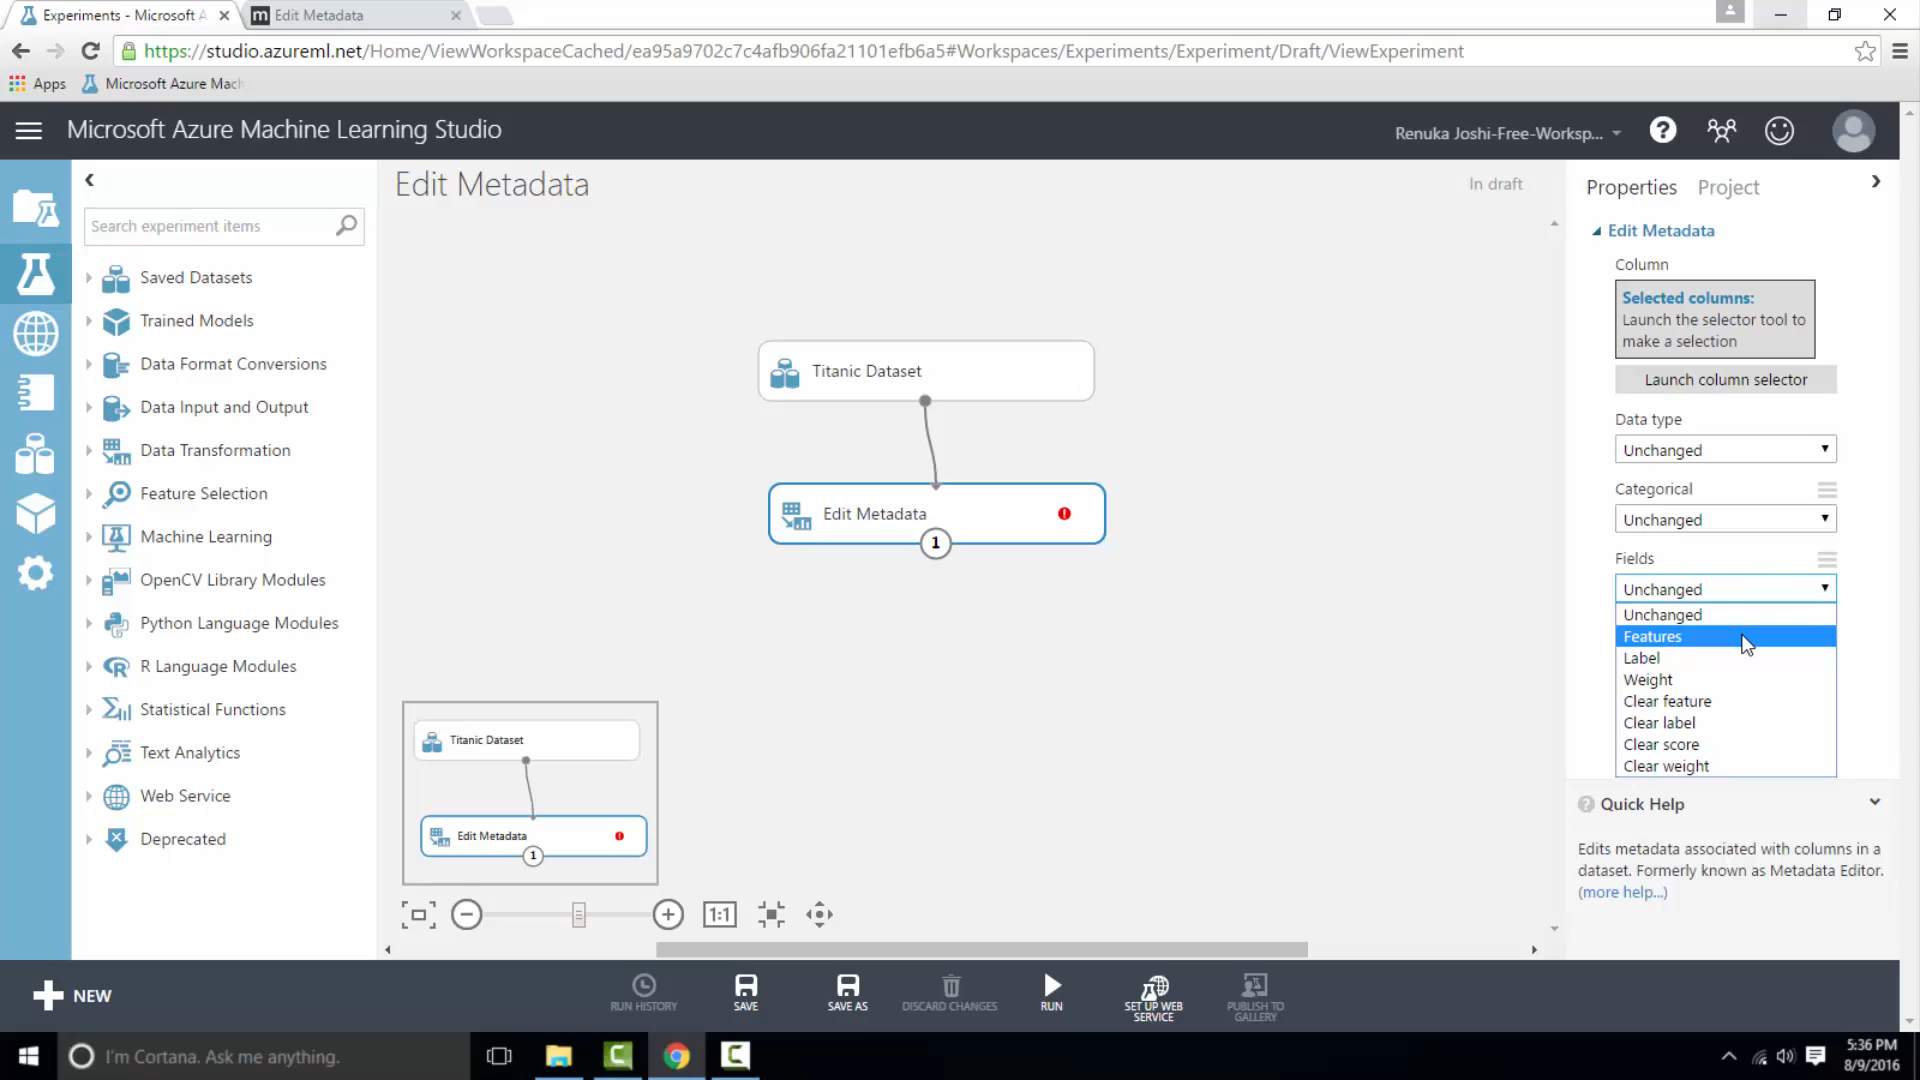 Experiments - Microsoft A
Edit Metadata
https://studio.azureml.net/Home/ViewWorkspaceCached/ea95a9702c7c4afb906fa21101efb6a5#Workspaces/Experiments/Experiment/Draft/ViewExperiment
Apps
Microsoft Azure Mach
Microsoft Azure Machine Learning Studio
Renuka Joshi-Free-Worksp...
Edit Metadata
In draft
Search experiment items
Saved Datasets
Trained Models
Data Format Conversions
Data Input and Output
Data Transformation
Feature Selection
Machine Learning
OpenCV Library Modules
Python Language Modules
R Language Modules
Statistical Functions
Text Analytics
Web Service
Deprecated
Titanic Dataset
Edit Metadata
1
Titanic Dataset
Edit Metadata
1
1:1
Properties
Project
Edit Metadata
Column
Selected columns:
Launch the selector tool to
make a selection
Launch column selector
Data type
Unchanged
Categorical
Unchanged
Fields
Unchanged
Unchanged
Features
Label
Weight
Clear feature
Clear label
Clear score
Clear weight
Quick Help
Edits metadata associated with columns in a
dataset. Formerly known as Metadata Editor.
(more help...)
NEW
RUN HISTORY
SAVE
SAVE AS
DISCARD CHANGES
RUN
SET UP WEB
SERVICE
PUBLISH TO
GALLERY
I'm Cortana. Ask me anything.
5:36 PM
8/9/2016